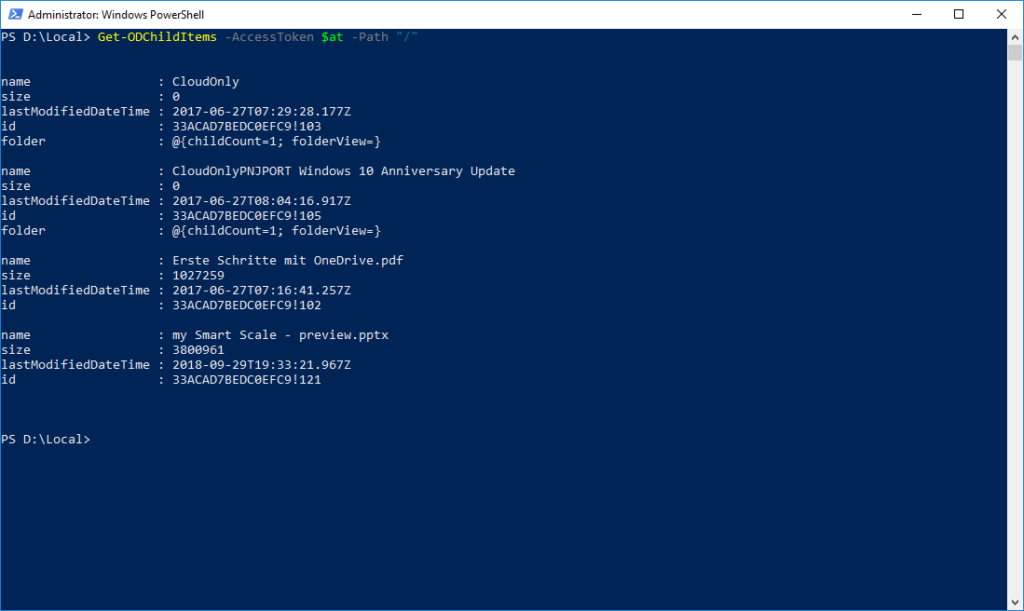 Administrator: Windows PowerShell
PS D:\Local> Get-ODChildItems -AccessToken $at -Path "/"
name : CloudOnly
size : 0
lastModifiedDateTime : 2017-06-27T07:29:28.177Z
id : 33ACAD7BEDC0EFC9!103
folder : @{childCount=1; folderView=}
name : CloudOnlyPNJPORT Windows 10 Anniversary Update
size : 0
lastModifiedDateTime : 2017-06-27T08:04:16.917Z
id : 33ACAD7BEDC0EFC9!105
folder : @{childCount=1; folderView=}
name : Erste Schritte mit OneDrive.pdf
size : 1027259
lastModifiedDateTime : 2017-06-27T07:16:41.257Z
id : 33ACAD7BEDC0EFC9!102
name : my Smart Scale - preview.pptx
size : 3800961
lastModifiedDateTime : 2018-09-29T19:33:21.967Z
id : 33ACAD7BEDC0EFC9!121
PS D:\Local>